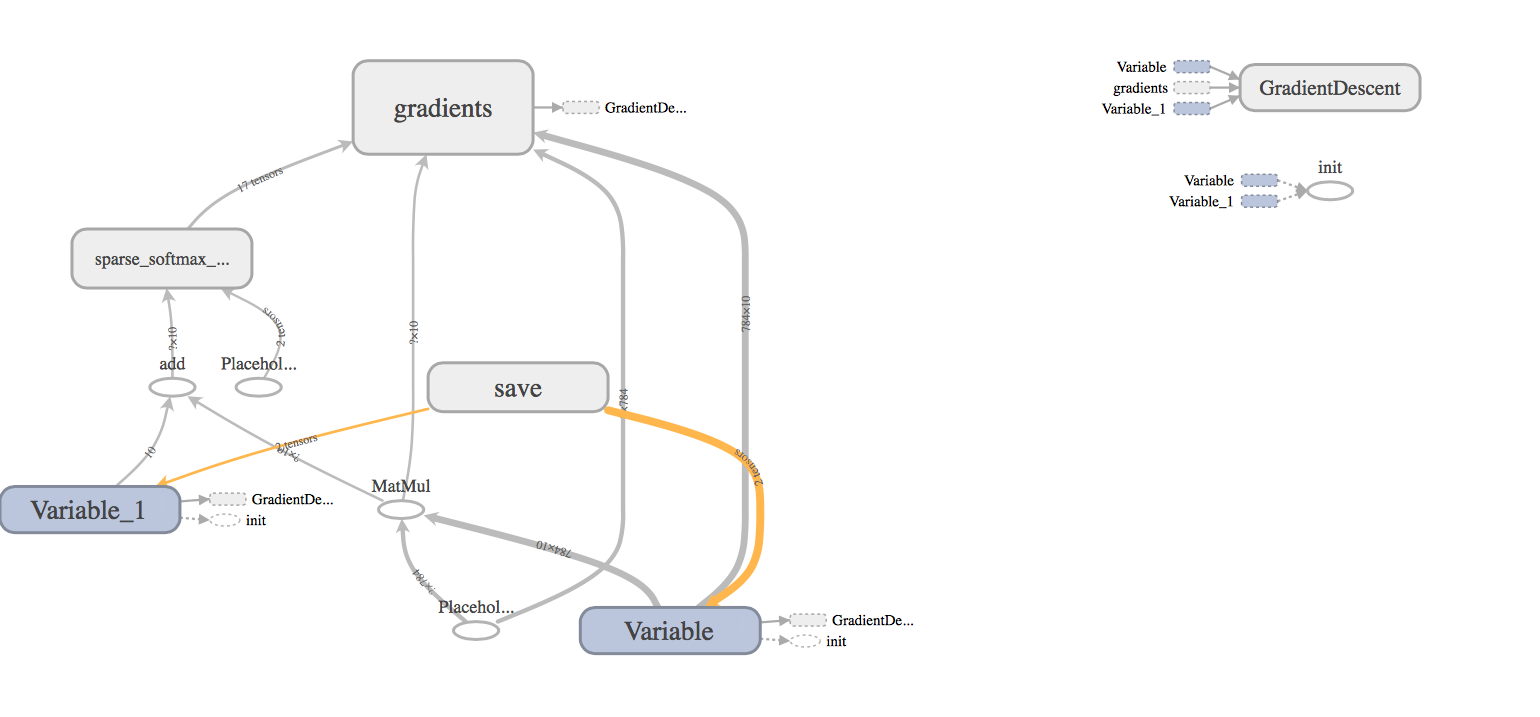 gradients
GradientDe...
17 tensors
sparse_softmax_...
?×10
2 tensors
?×10
784×10
add
Placehol...
save
?×784
10
2 tensors
?×10
2 tensors
MatMul
Variable_1
GradientDe...
init
784×10
?×784
Placehol...
Variable
GradientDe...
init
Variable
gradients
Variable_1
GradientDescent
init
Variable
Variable_1